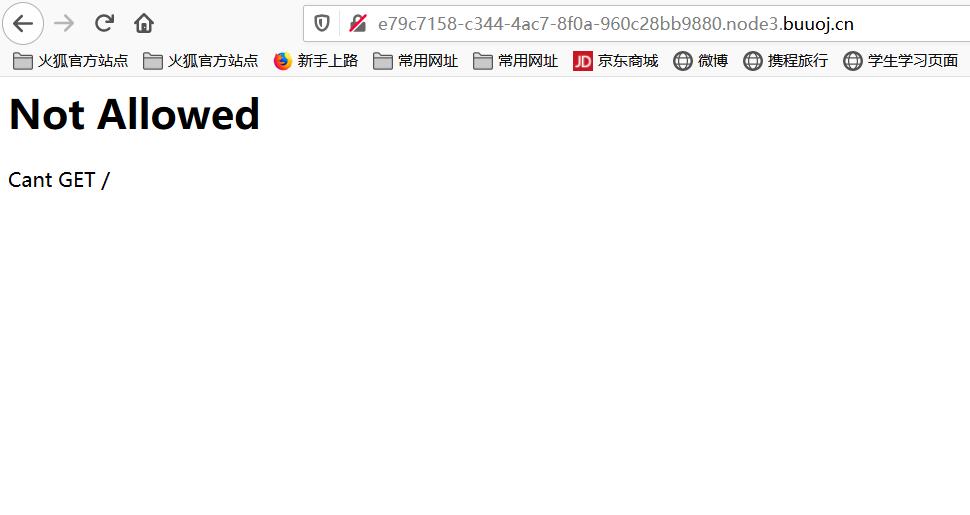 e79c7158-c344-4ac7-8f0a-960c28bb9880.node3.buuoj.cn
火狐官方站点 火狐官方站点 新手上路 常用网址 常用网址 JD 京东商城 微博 携程旅行 学生学习页面
Not Allowed
Cant GET /